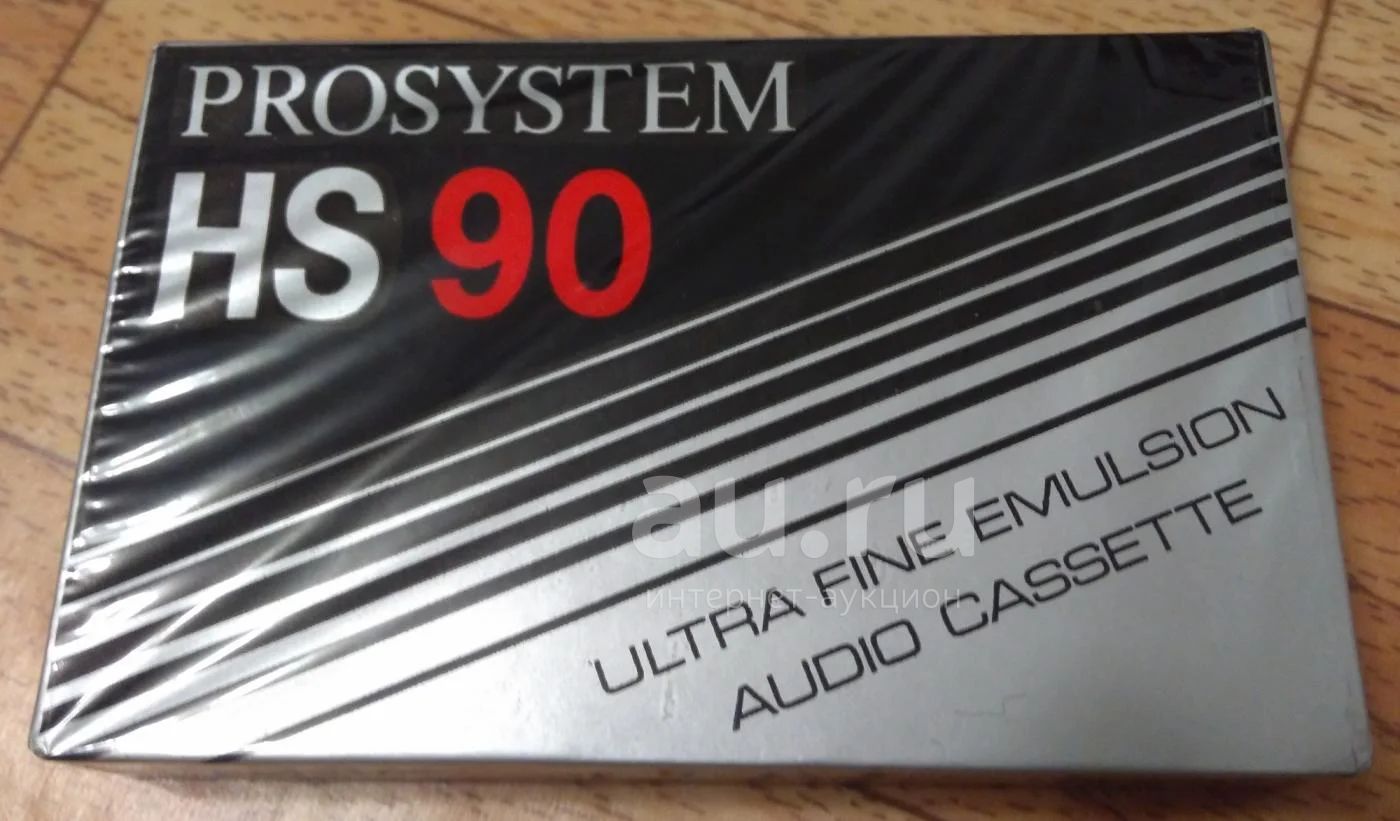 PROSYSTEM
HS 90
ULTRA FINE EMULSION
AUDIO CASSETTE
au.ru
интернет-аукцион